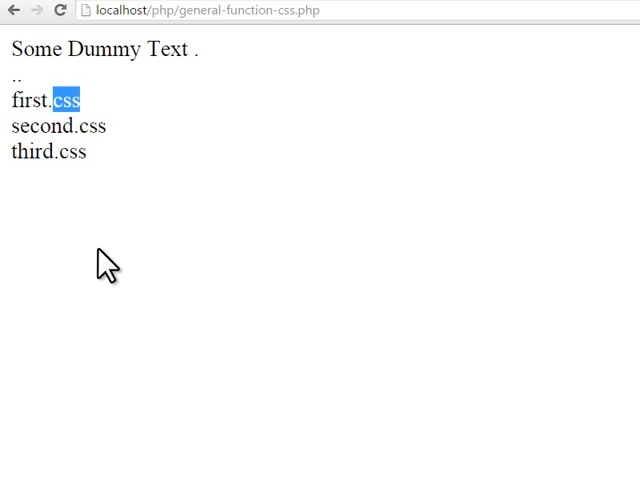 localhost/php/general-function-css.php
Some Dummy Text .
..
first.css
second.css
third.css